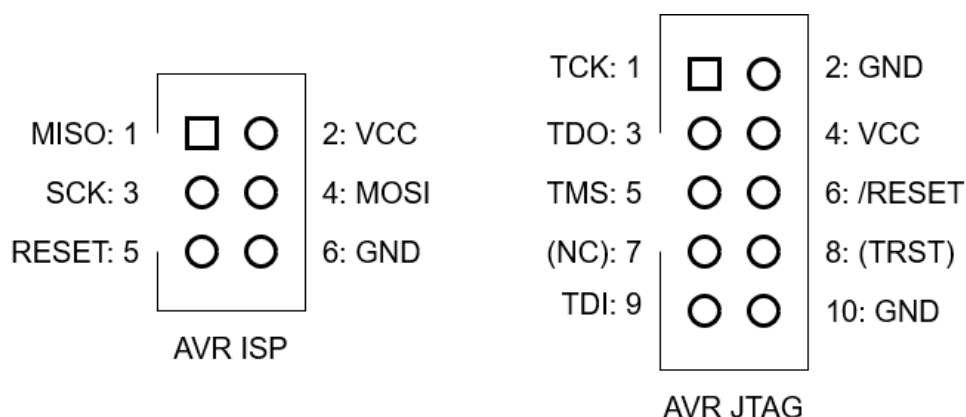 MISO: 1 2: VCC
SCK: 3 4: MOSI
RESET: 5 6: GND
AVR ISP
TCK: 1 2: GND
TDO: 3 4: VCC
TMS: 5 6: /RESET
(NC): 7 8: (TRST)
TDI: 9 10: GND
AVR JTAG